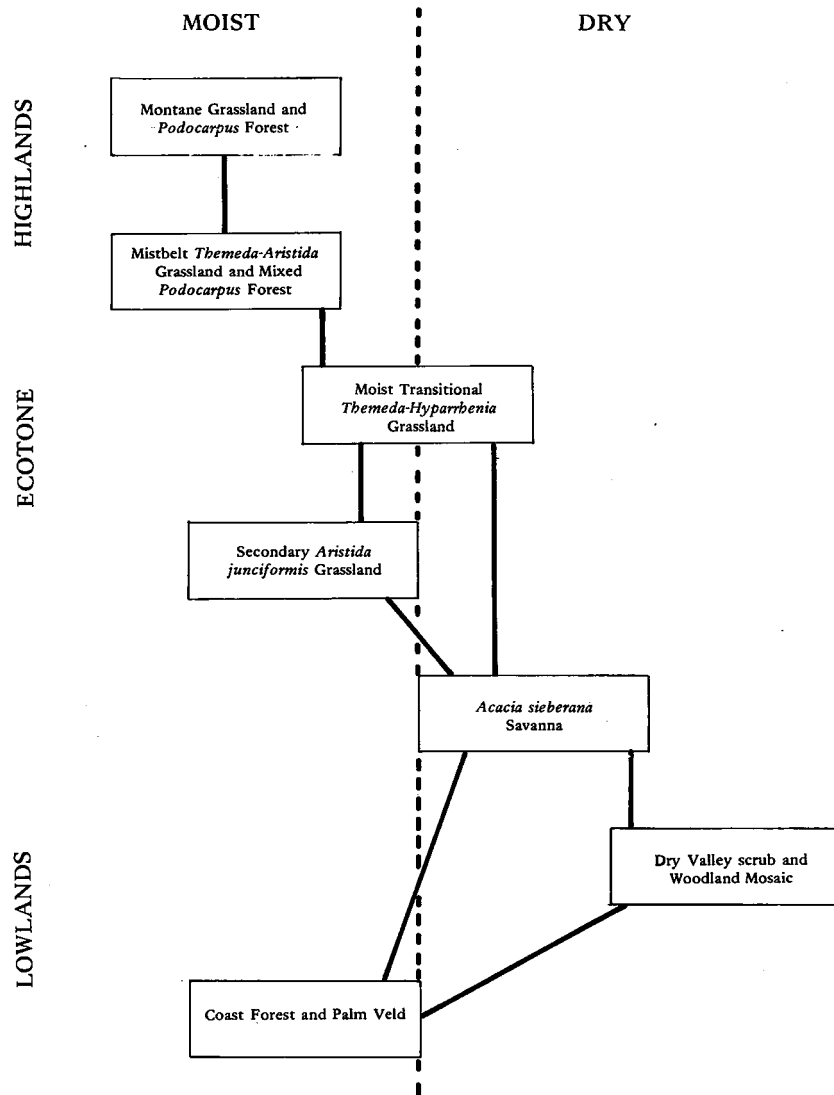 MOIST
DRY
HIGHLANDS
Montane Grassland and
Podocarpus Forest
Mistbelt Themeda-Aristida
Grassland and Mixed
Podocarpus Forest
ECOTONE
Moist Transitional
Themeda-Hyparrhenia
Grassland
Secondary Aristida
junciformis Grassland
Acacia sieberana
Savanna
LOWLANDS
Dry Valley scrub and
Woodland Mosaic
Coast Forest and Palm Veld